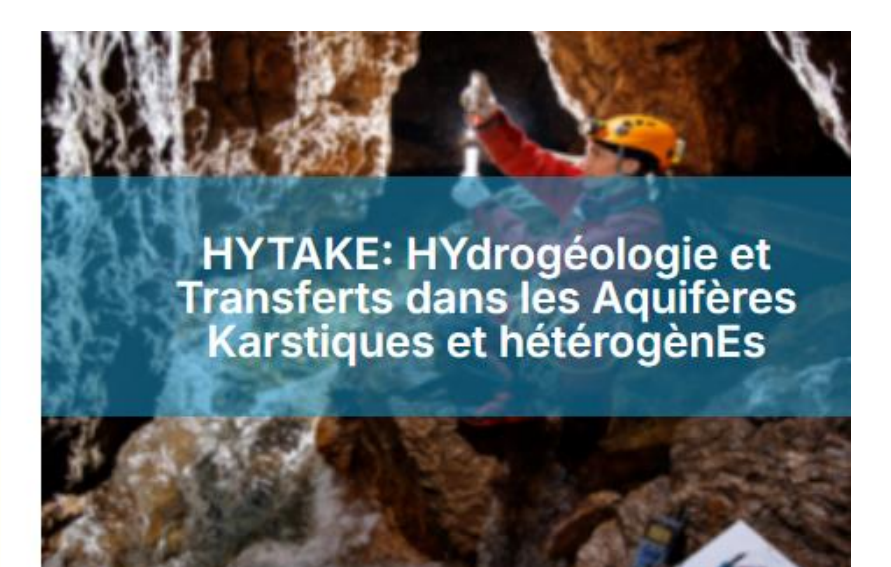 HYTAKE: HYdrogéologie et
Transferts dans les Aquifères
Karstiques et hétérogènEs